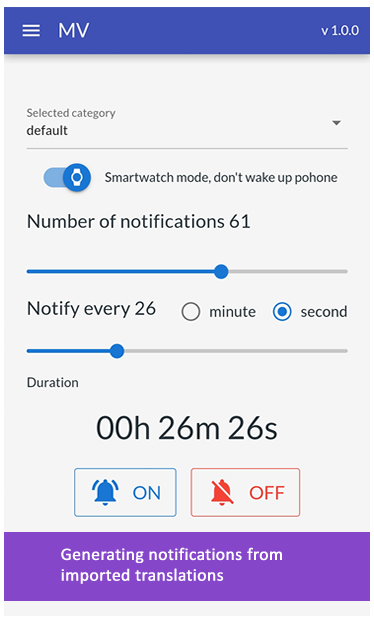 MV
v 1.0.0
Selected category
default
Smartwatch mode, don't wake up pohone
Number of notifications 61
Notify every 26
minute
second
Duration
00h 26m 26s
ON
OFF
Generating notifications from
imported translations